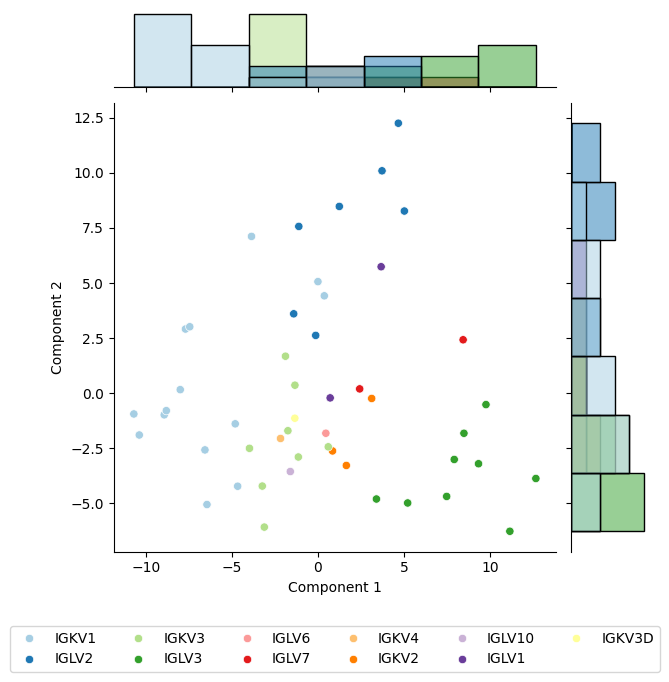 12.5
10.0
7.5
5.0
2.5
0.0
−2.5
−5.0
Component 2
−10
−5
0
5
10
Component 1
IGKV1
IGKV3
IGLV6
IGKV4
IGLV10
IGKV3D
IGLV2
IGLV3
IGLV7
IGKV2
IGLV1